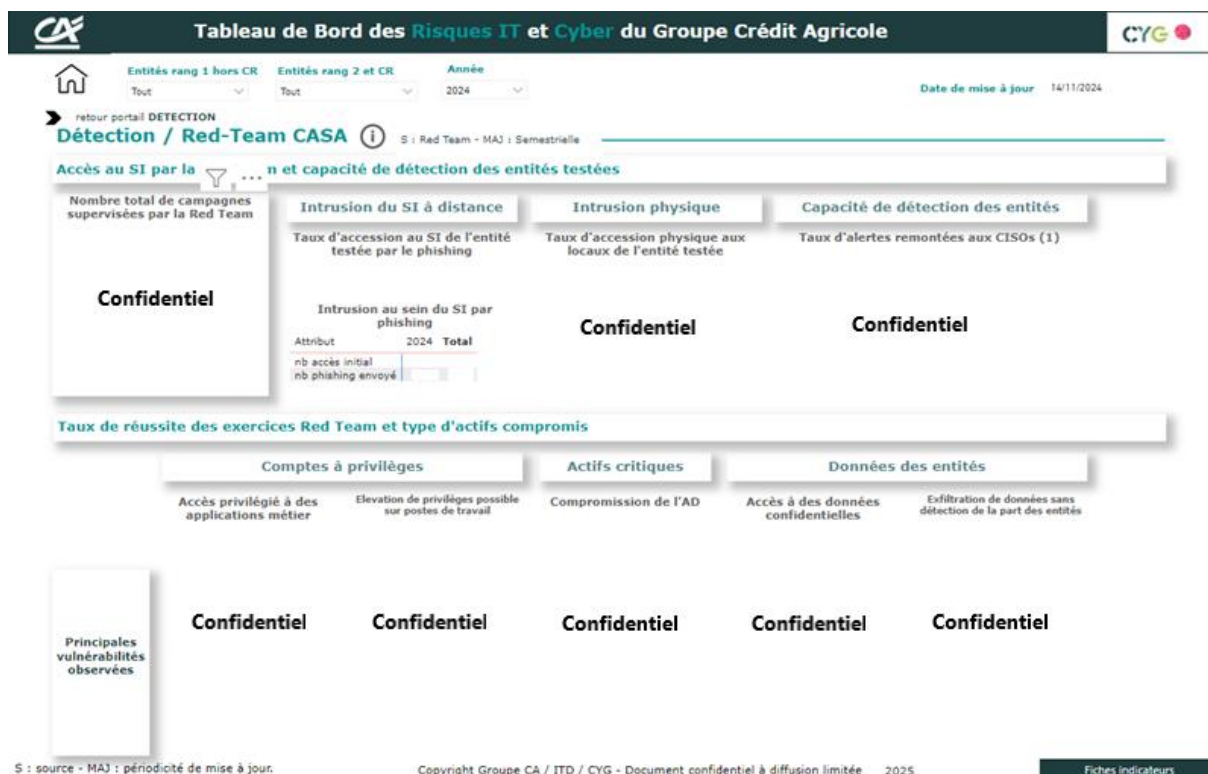 CA
Tableau de Bord des Risques IT et Cyber du Groupe Crédit Agricole
CYG
Entités rang 1 hors CR
Entités rang 2 et CR
Année
Tout
Tout
2024
Date de mise à jour 14/11/2024
retour portail DETECTION
Détection / Red-Team CASA
S : Red Team - MAJ : Semestrielle
Accès au SI par la ... n et capacité de détection des entités testées
Nombre total de campagnes
supervisées par la Red Team
Confidentiel
Intrusion du SI à distance
Taux d'accession au SI de l'entité
testée par le phishing
Intrusion au sein du SI par
phishing
Attribut 2024 Total
nb accès initial
nb phishing envoyé
Intrusion physique
Taux d'accession physique aux
locaux de l'entité testée
Confidentiel
Capacité de détection des entités
Taux d'alertes remontées aux CISOs (1)
Confidentiel
Taux de réussite des exercices Red Team et type d'actifs compromis
Comptes à privilèges
Actifs critiques
Données des entités
Accès privilégié à des
applications métier
Elevation de privilèges possible
sur postes de travail
Compromission de l'AD
Accès à des données
confidentielles
Exfiltration de données sans
détection de la part des entités
Principales
vulnérabilités
observées
Confidentiel
Confidentiel
Confidentiel
Confidentiel
Confidentiel
S : source - MAJ : périodicité de mise à jour.
Copyright Groupe CA / ITD / CYG - Document confidentiel à diffusion limitée 2025
Fiches indicateurs